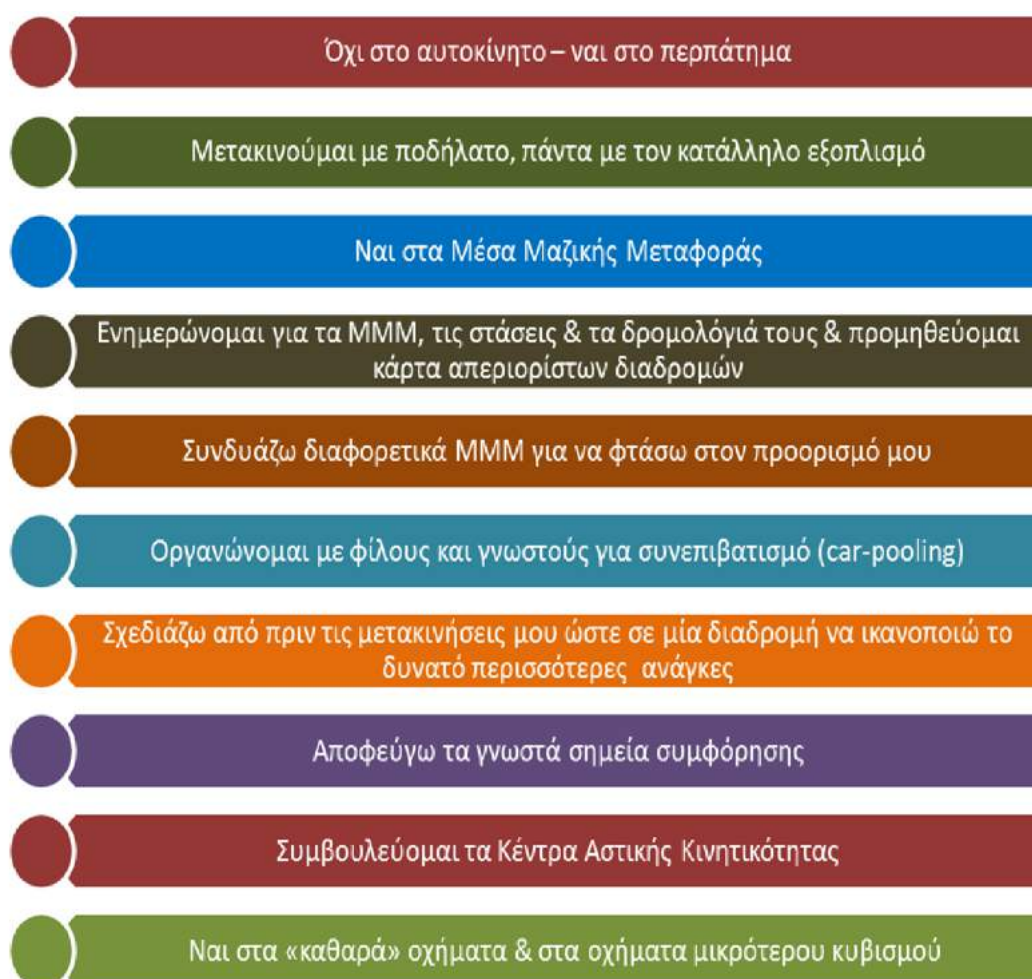 Όχι στο αυτοκίνητο – ναι στο περπάτημα
Μετακινούμαι με ποδήλατο, πάντα με τον κατάλληλο εξοπλισμό
Ναι στα Μέσα Μαζικής Μεταφοράς
Ενημερώνομαι για τα ΜΜΜ, τις στάσεις & τα δρομολόγιά τους & προμηθεύομαι
κάρτα απεριορίστων διαδρομών
Συνδυάζω διαφορετικά ΜΜΜ για να φτάσω στον προορισμό μου
Οργανώνομαι με φίλους και γνωστούς για συνεπιβατισμό (car-pooling)
Σχεδιάζω από πριν τις μετακινήσεις μου ώστε σε μία διαδρομή να ικανοποιώ το
δυνατό περισσότερες ανάγκες
Αποφεύγω τα γνωστά σημεία συμφόρησης
Συμβουλεύομαι τα Κέντρα Αστικής Κινητικότητας
Ναι στα «καθαρά» οχήματα & στα οχήματα μικρότερου κυβισμού